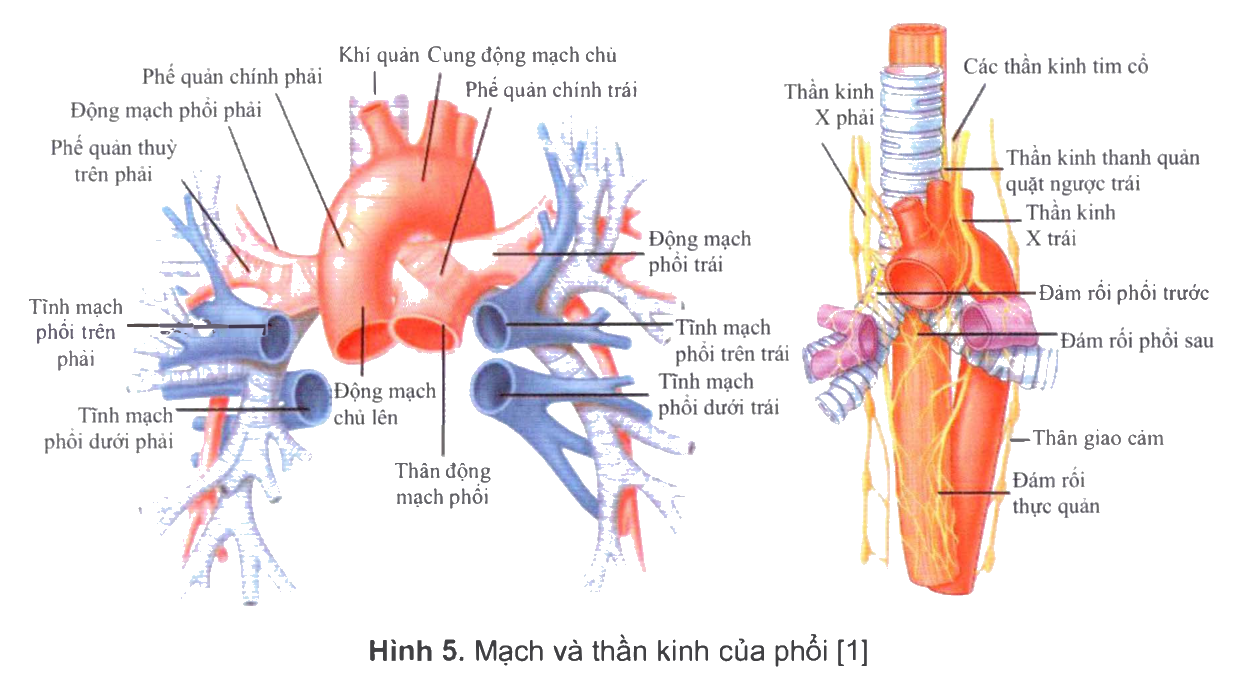 Khí quản
Cung động mạch chủ
Phế quản chính phải
Phế quản chính trái
Động mạch phổi phải
Phế quản thuỳ
trên phải
Động mạch
phổi trái
Tĩnh mạch
phổi trên
phải
Tĩnh mạch
phổi trên trái
Động mạch
chủ lên
Tĩnh mạch
phổi dưới trái
Tĩnh mạch
phổi dưới phải
Thân động
mạch phổi
Các thần kinh tim cổ
Thần kinh
X phải
Thần kinh thanh quản
quặt ngược trái
Thần kinh
X trái
Đám rối phổi trước
Đám rối phổi sau
Thân giao cảm
Đám rối
thực quản
Hình 5. Mạch và thần kinh của phổi [1]